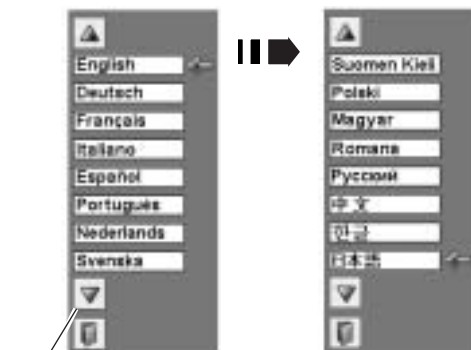 English
Deutsch
Français
Italiano
Español
Português
Nederlands
Svenska
Suomen Kieli
Polski
Magyar
Romana
Русский
中文
한글
日本語